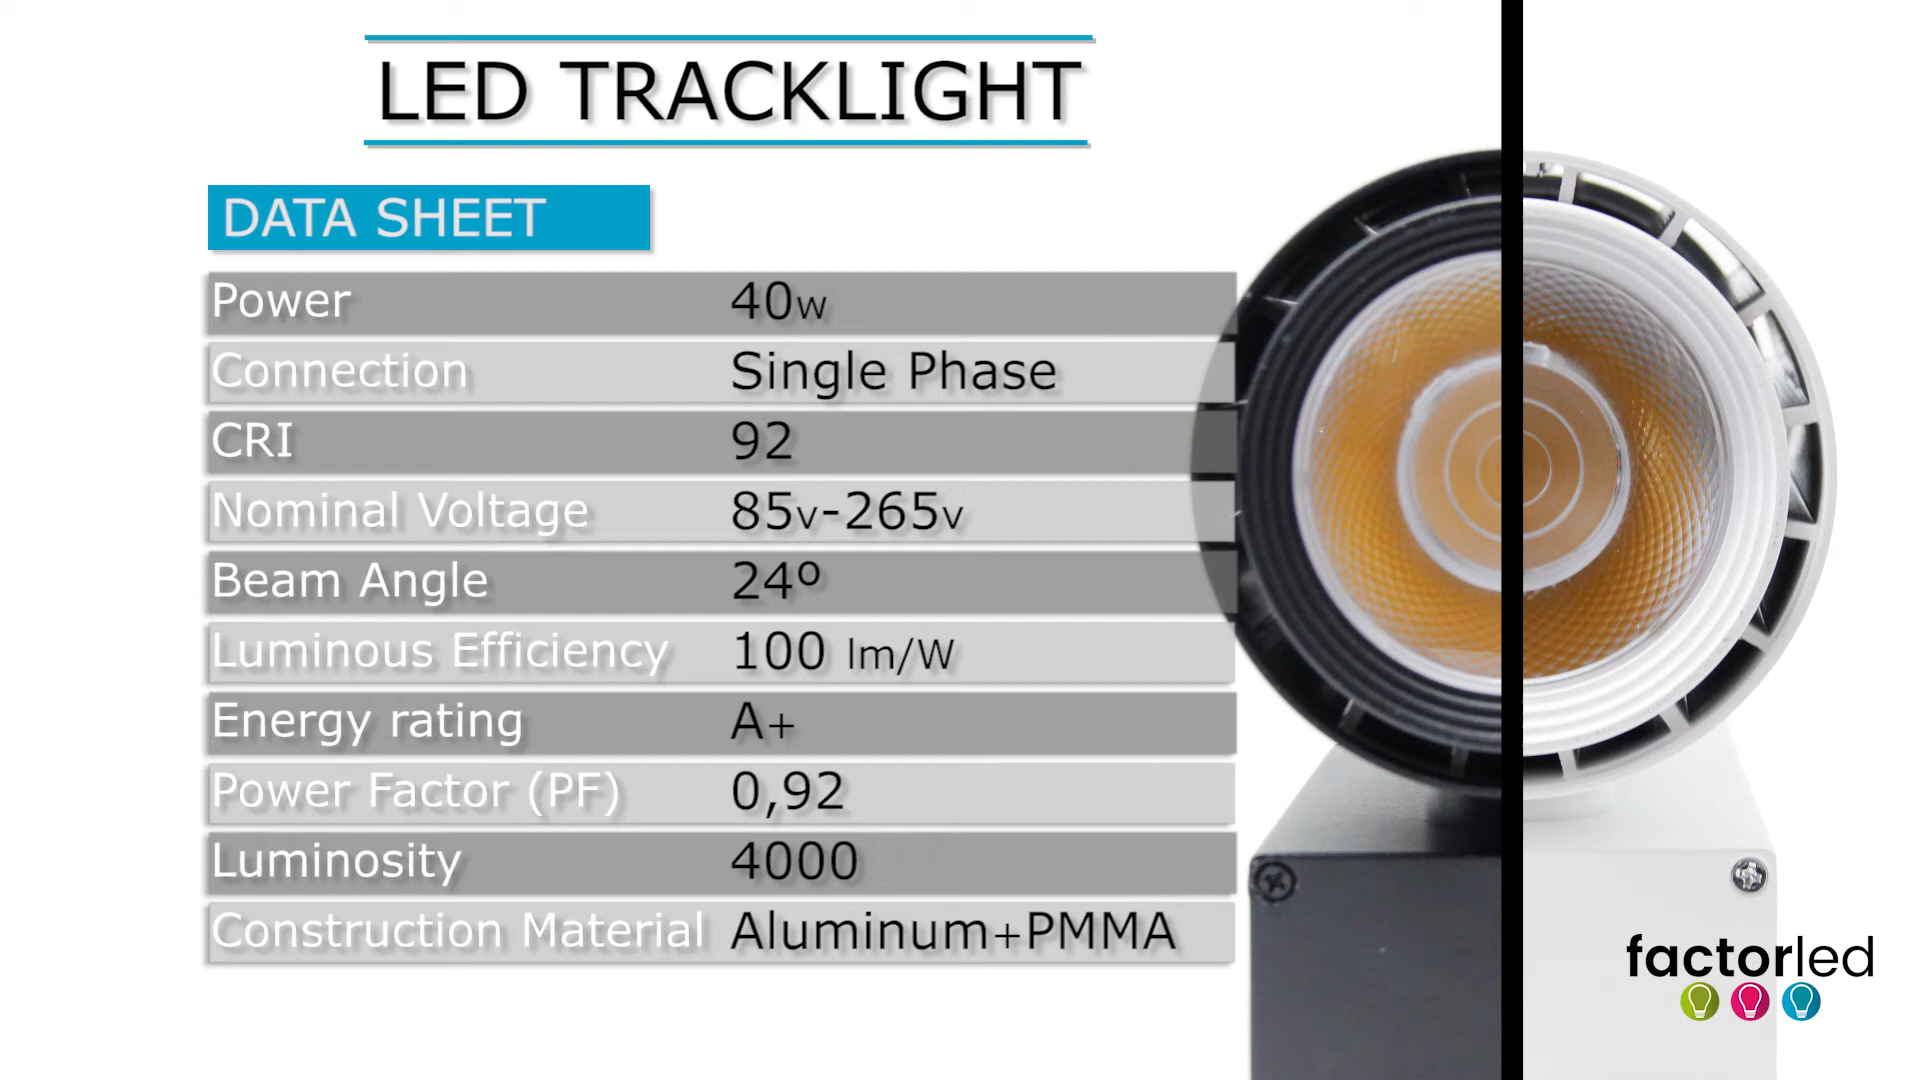 LED TRACKLIGHT
DATA SHEET
Power 40w
Connection Single Phase
CRI 92
Nominal Voltage 85v-265v
Beam Angle 24º
Luminous Efficiency 100 lm/W
Energy rating A+
Power Factor (PF) 0,92
Luminosity 4000
Construction Material Aluminum+PMMA
factorled